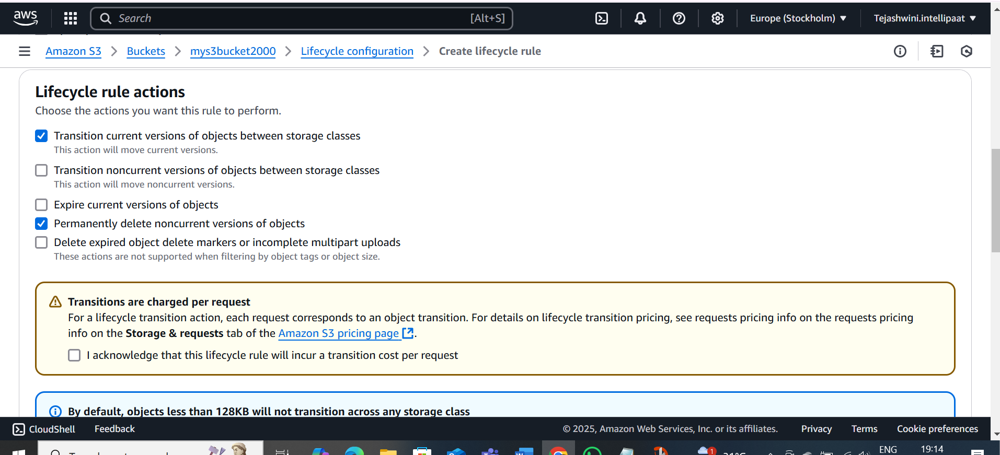 aws
Search [Alt+S]
Europe (Stockholm)
Tejashwini.intellipaat
Amazon S3 > Buckets > mys3bucket2000 > Lifecycle configuration > Create lifecycle rule
Lifecycle rule actions
Choose the actions you want this rule to perform.
Transition current versions of objects between storage classes
This action will move current versions.
Transition noncurrent versions of objects between storage classes
This action will move noncurrent versions.
Expire current versions of objects
Permanently delete noncurrent versions of objects
Delete expired object delete markers or incomplete multipart uploads
These actions are not supported when filtering by object tags or object size.
Transitions are charged per request
For a lifecycle transition action, each request corresponds to an object transition. For details on lifecycle transition pricing, see requests pricing info on the requests pricing
info on the Storage & requests tab of the Amazon S3 pricing page.
I acknowledge that this lifecycle rule will incur a transition cost per request
By default, objects less than 128KB will not transition across any storage class
CloudShell Feedback © 2025, Amazon Web Services, Inc. or its affiliates. Privacy Terms Cookie preferences
1
ENG
19:14